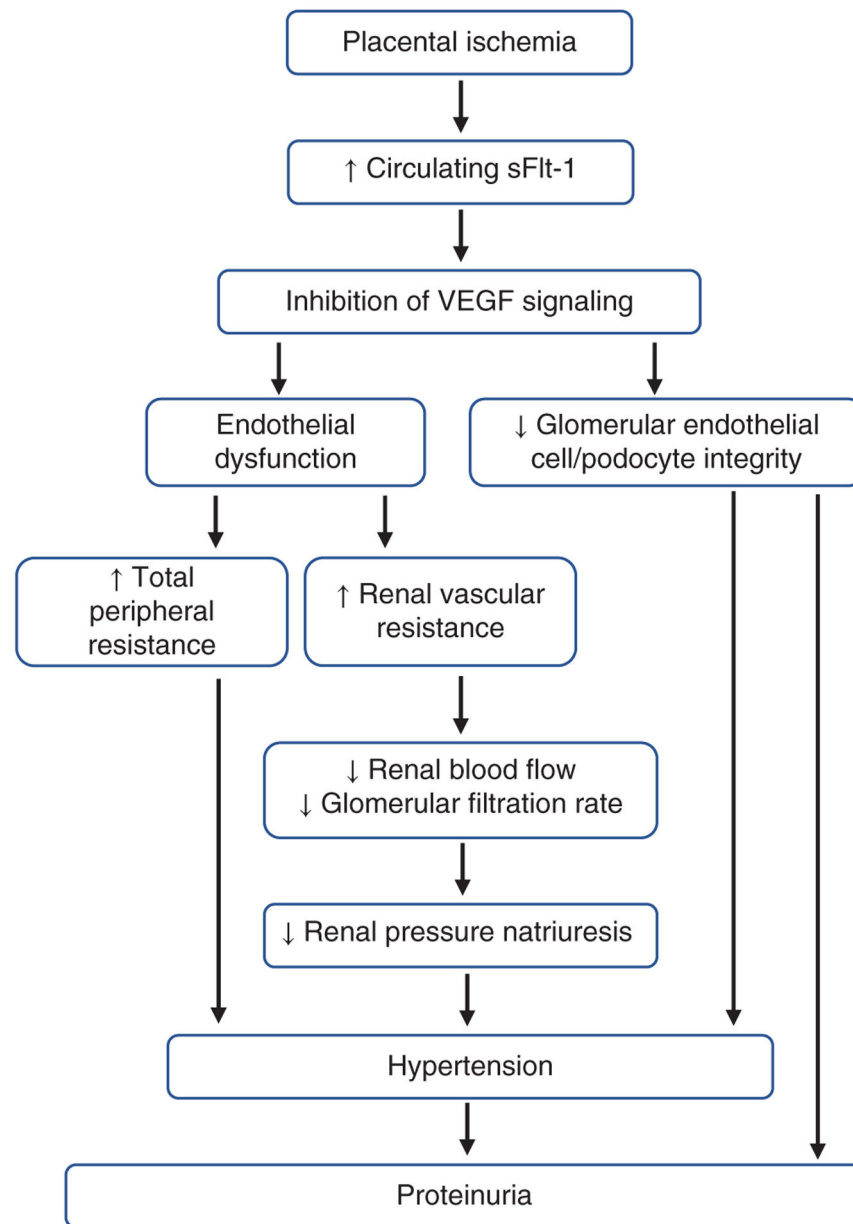 Placental ischemia
↑ Circulating sFlt-1
Inhibition of VEGF signaling
Endothelial
dysfunction
↓ Glomerular endothelial
cell/podocyte integrity
↑ Total
peripheral
resistance
↑ Renal vascular
resistance
↓ Renal blood flow
↓ Glomerular filtration rate
↓ Renal pressure natriuresis
Hypertension
Proteinuria